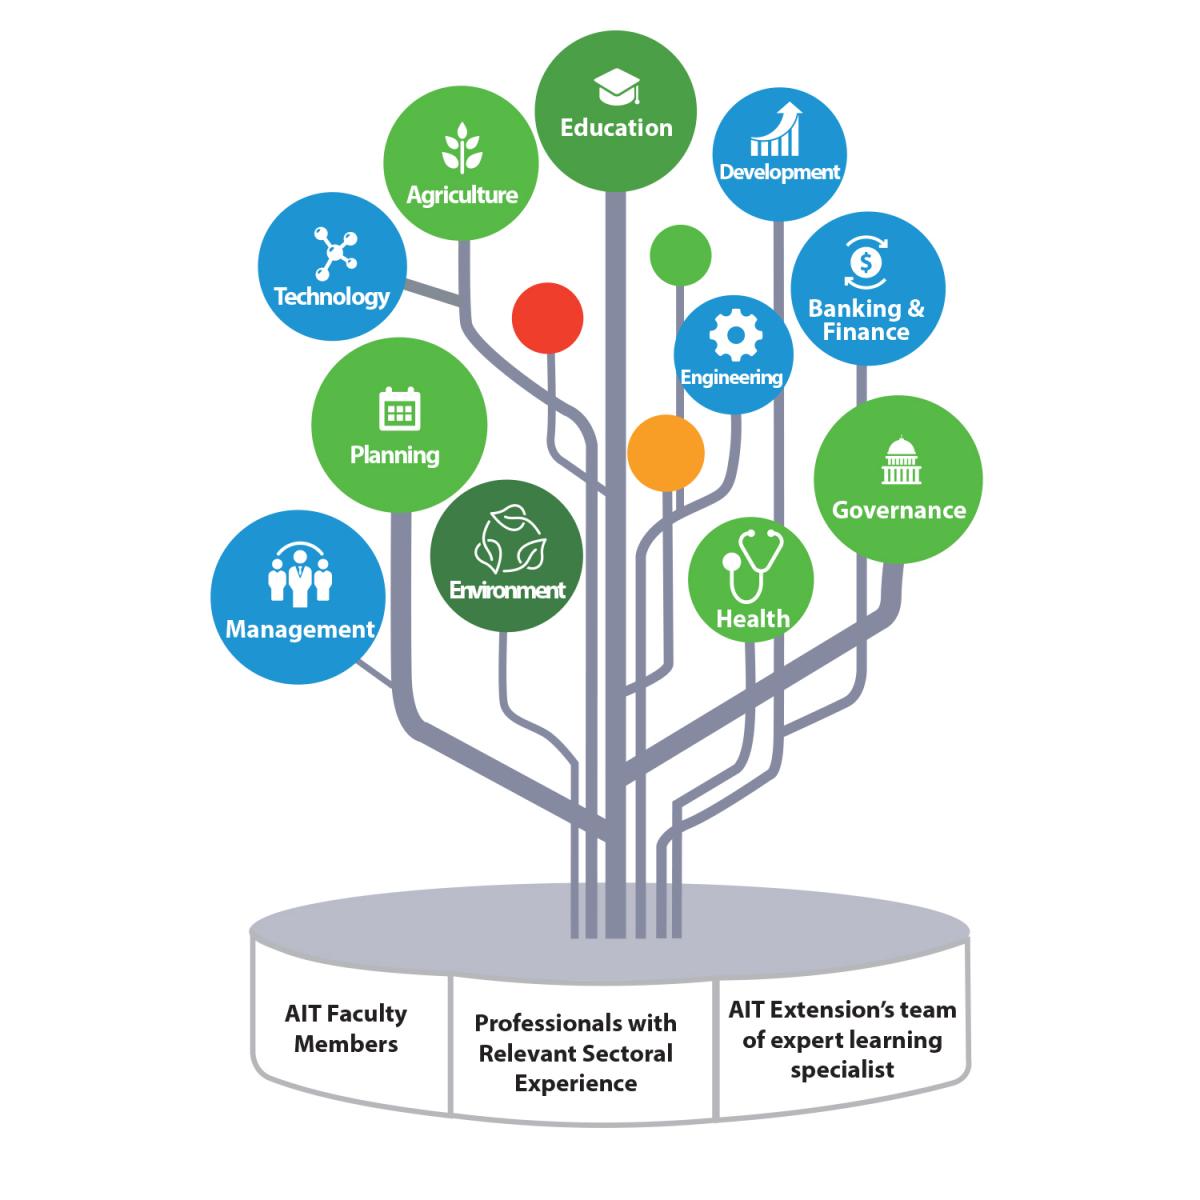 Education
Agriculture
Development
Technology
$
Banking &
Finance
Engineering
Planning
Governance
Environment
Health
Management
AIT Faculty
Members
Professionals with
Relevant Sectoral
Experience
AIT Extension's team
of expert learning
specialist